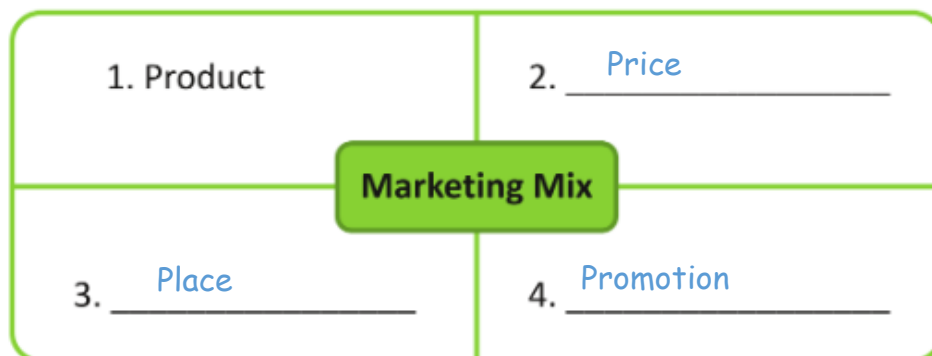 1. Product
2. Price
Marketing Mix
3. Place
4. Promotion